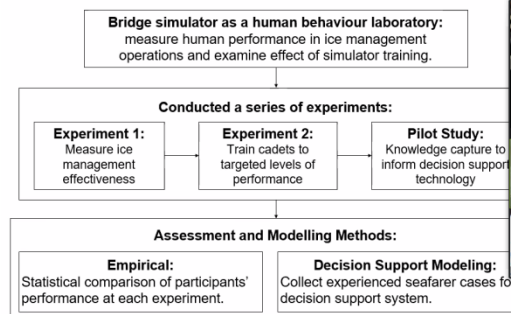 Bridge simulator as a human behaviour laboratory:
measure human performance in ice management
operations and examine effect of simulator training.
Conducted a series of experiments:
Experiment 1:
Measure ice
management
effectiveness
Experiment 2:
Train cadets to
targeted levels of
performance
Pilot Study:
Knowledge capture to
inform decision support
technology
Assessment and Modelling Methods:
Empirical:
Statistical comparison of participants'
performance at each experiment.
Decision Support Modeling:
Collect experienced seafarer cases fo
decision support system.